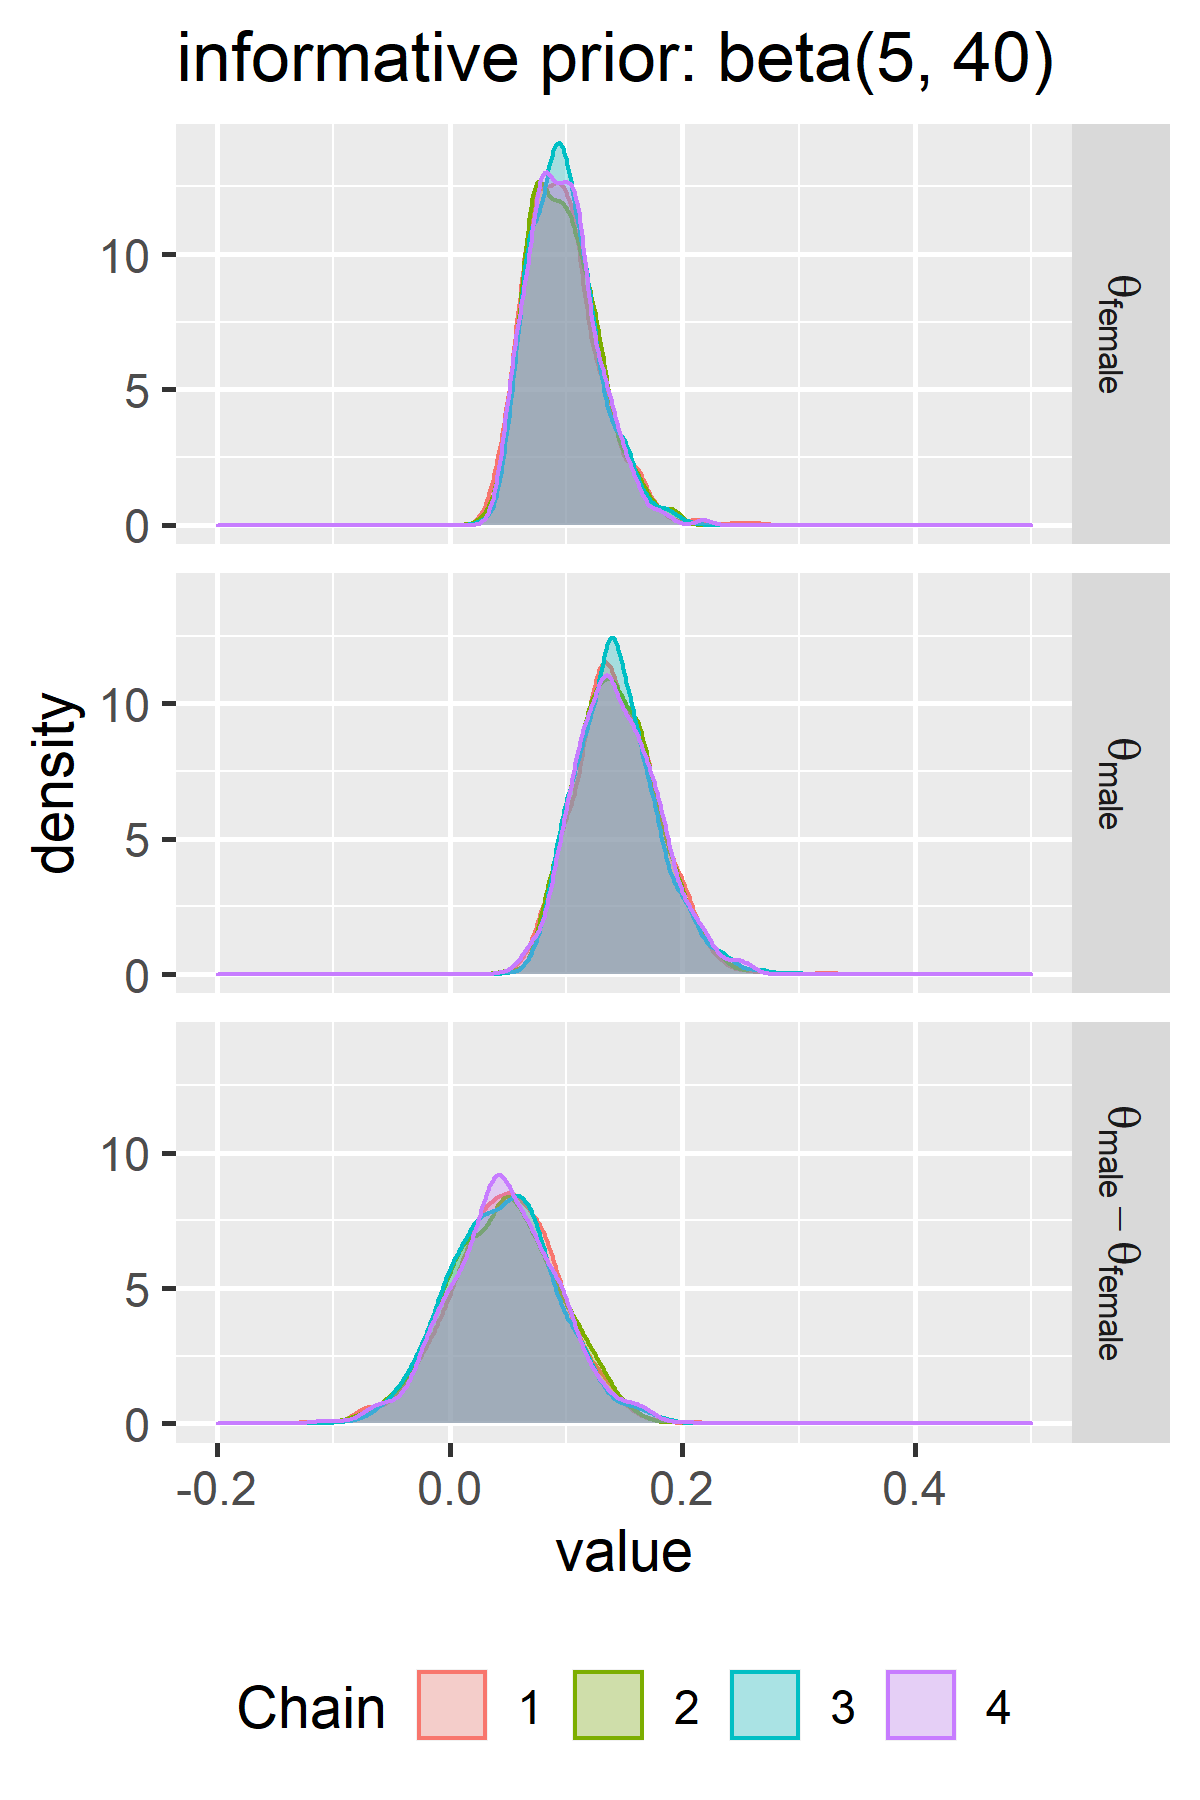 informative prior: beta(5, 40)
10
5
0
θfemale
10
5
0
θmale
10
5
0
θmale − θfemale
density
-0.2 0.0 0.2 0.4
value
Chain 1 2 3 4